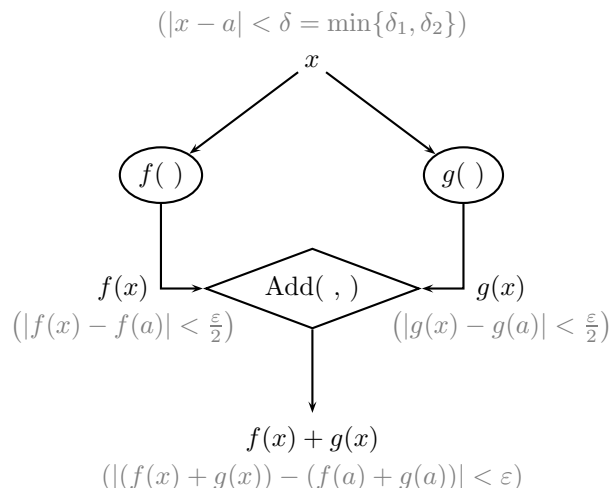 (|x − a| < δ = min{δ₁, δ₂})
x
f( ) g( )
f(x) Add( , ) g(x)
(|f(x) − f(a)| < ε/2) (|g(x) − g(a)| < ε/2)
f(x) + g(x)
(|(f(x) + g(x)) − (f(a) + g(a))| < ε)